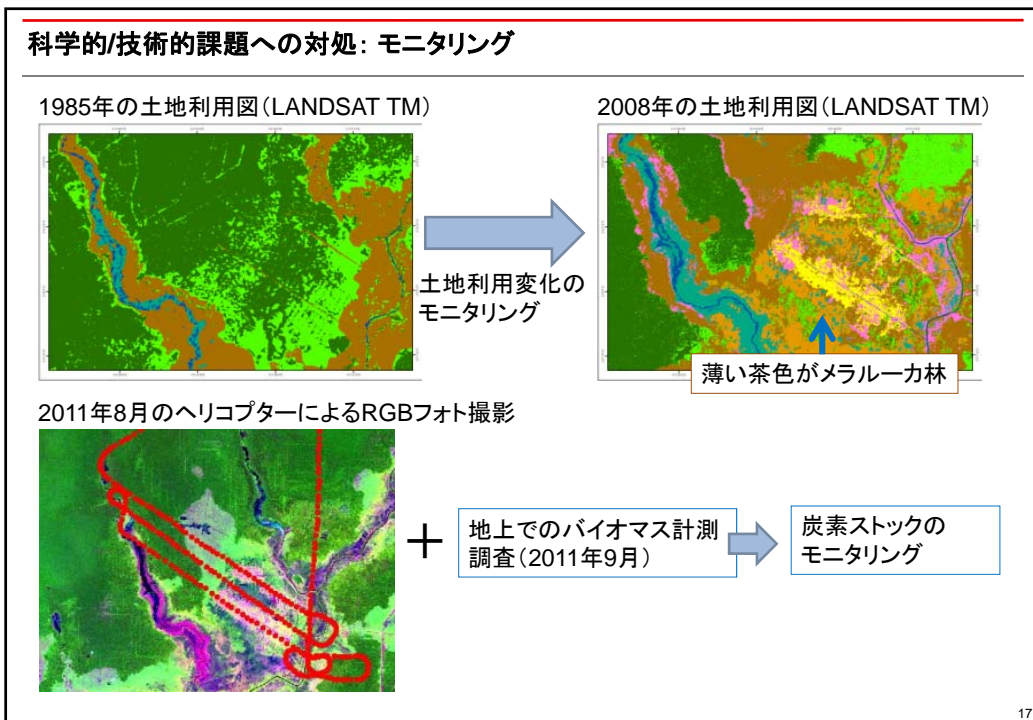 科学的/技術的課題への対処: モニタリング
1985年の土地利用図(LANDSAT TM)
2008年の土地利用図(LANDSAT TM)
土地利用変化の
モニタリング
薄い茶色がメラルーカ林
2011年8月のヘリコプターによるRGBフォト撮影
+
地上でのバイオマス計測
調査(2011年9月)
炭素ストックの
モニタリング
17